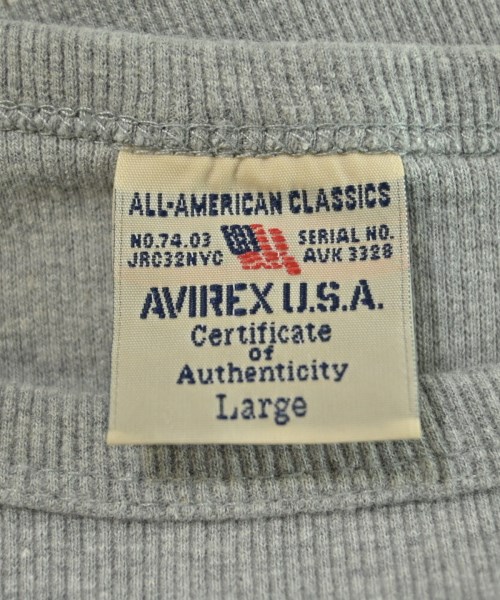 ALL-AMERICAN CLASSICS
NO.74.03 SERIAL NO.
JRC32NYC AVK 3328
AVIREX U.S.A.
Certificate
of
Authenticity
Large